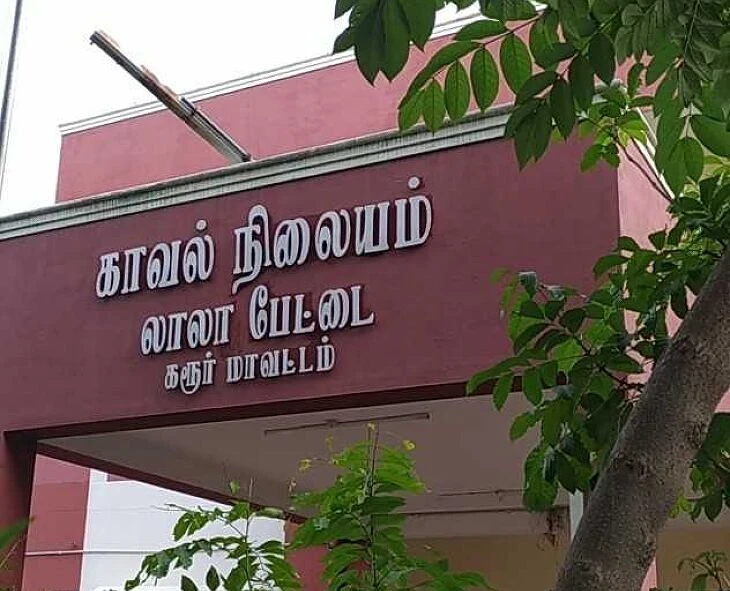 காவல் நிலையம்
லாலா பேட்டை
கரூர் மாவட்டம்